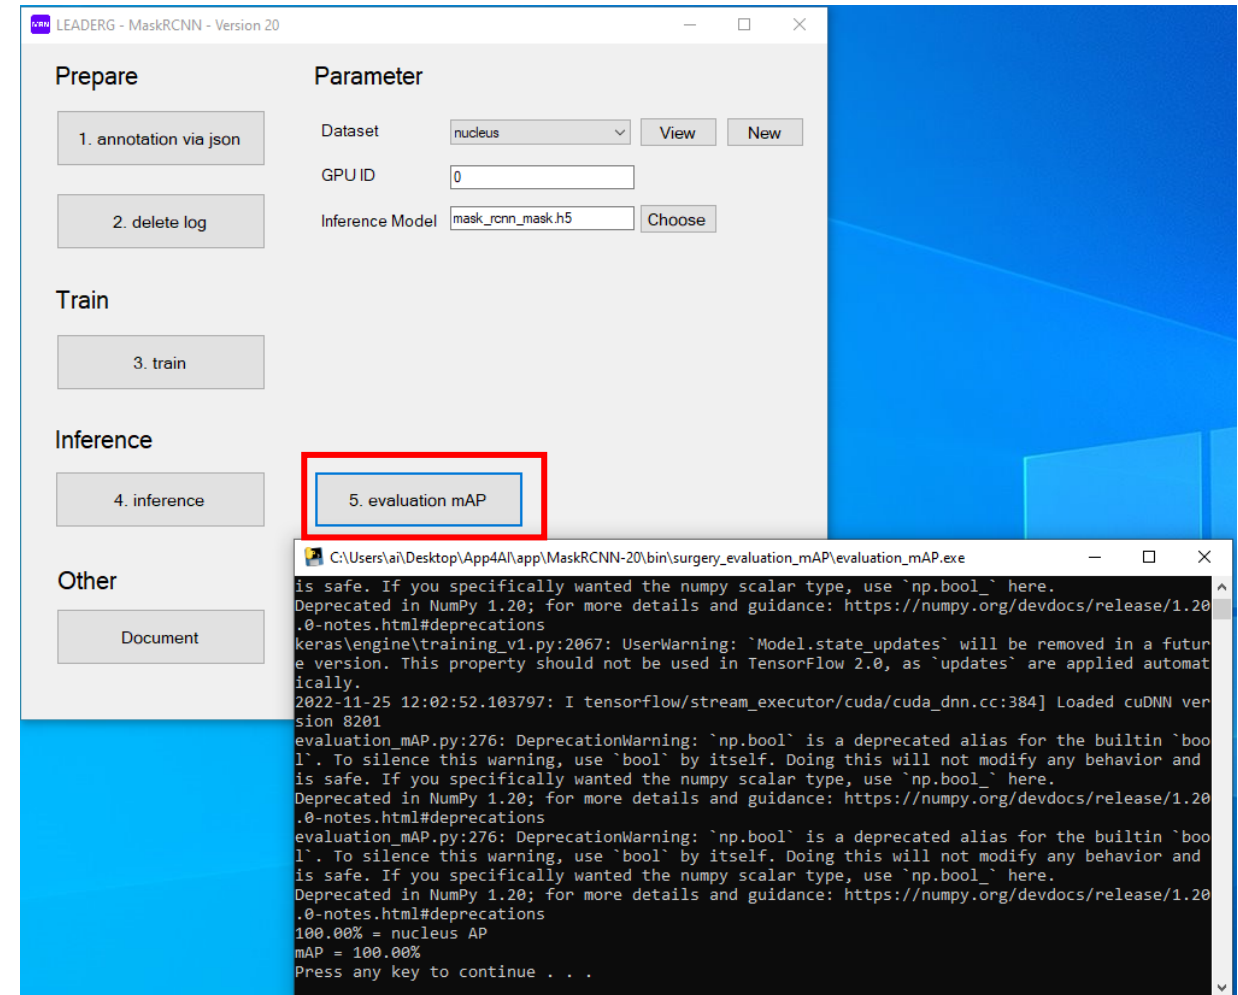 LEADERG - MaskRCNN - Version 20
Prepare
Parameter
1. annotation via json
Dataset
nucleus
View
New
GPU ID
0
2. delete log
Inference Model
mask_rcnn_mask.h5
Choose
Train
3. train
Inference
4. inference
5. evaluation mAP
Other
Document
C:\Users\ai\Desktop\App4AI\app\MaskRCNN-20\bin\surgery_evaluation_mAP\evaluation_mAP.exe
is safe. If you specifically wanted the numpy scalar type, use `np.bool_` here.
Deprecated in NumPy 1.20; for more details and guidance: https://numpy.org/devdocs/release/1.20
.0-notes.html#deprecations
keras\engine\training_v1.py:2067: UserWarning: `Model.state_updates` will be removed in a futur
e version. This property should not be used in TensorFlow 2.0, as `updates` are applied automat
ically.
2022-11-25 12:02:52.103797: I tensorflow/stream_executor/cuda/cuda_dnn.cc:384] Loaded cuDNN ver
sion 8201
evaluation_mAP.py:276: DeprecationWarning: `np.bool` is a deprecated alias for the builtin `boo
l`. To silence this warning, use `bool` by itself. Doing this will not modify any behavior and
is safe. If you specifically wanted the numpy scalar type, use `np.bool_` here.
Deprecated in NumPy 1.20; for more details and guidance: https://numpy.org/devdocs/release/1.20
.0-notes.html#deprecations
evaluation_mAP.py:276: DeprecationWarning: `np.bool` is a deprecated alias for the builtin `boo
l`. To silence this warning, use `bool` by itself. Doing this will not modify any behavior and
is safe. If you specifically wanted the numpy scalar type, use `np.bool_` here.
Deprecated in NumPy 1.20; for more details and guidance: https://numpy.org/devdocs/release/1.20
.0-notes.html#deprecations
100.00% = nucleus AP
mAP = 100.00%
Press any key to continue . . .